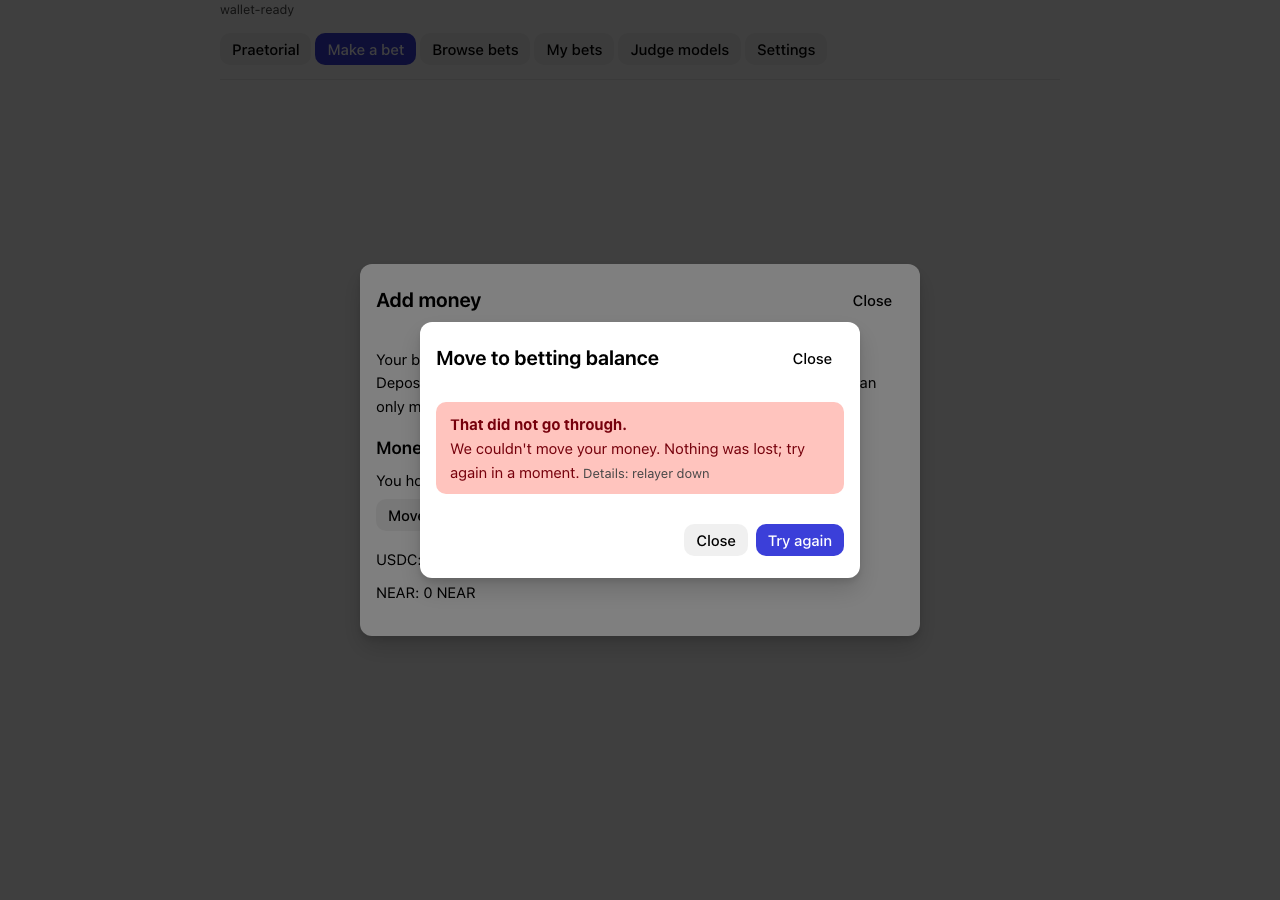 wallet-ready
Praetorial Make a bet Browse bets My bets Judge models Settings
Add money Close
Move to betting balance Close
Your b
Depos an
only m
That did not go through.
We couldn't move your money. Nothing was lost; try
again in a moment. Details: relayer down
Mone
You ho
Move
Close Try again
USDC:
NEAR: 0 NEAR